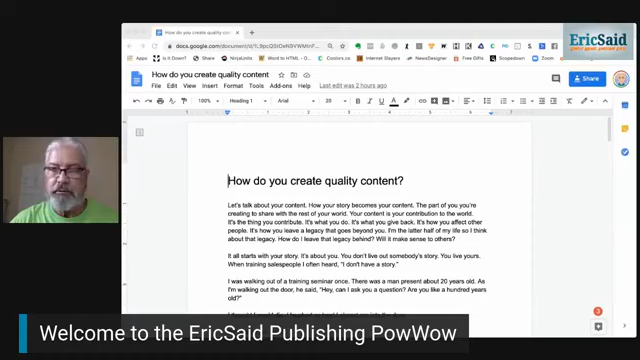 How do you create quality content
EricSaid
docs.google.com/document/d/
Apps
NinjaUnits
Word to HTML
Interstitial
NewsDesigner
Free Gifts
Scopedown
Start
How do you create quality content
File Edit View Insert Format Tools Add-ons Help Last edit was 2 hours ago
Share
100% Heading 1 Arial 20 B I U A
How do you create quality content?
Let's talk about your content. How your story becomes your content. The part of you you're
creating to share with the rest of your world. Your content is your contribution to the world.
It's the thing you contribute. It's what you do. It's what you give back. It's how you affect other
people. It's how you leave a legacy that goes beyond you. I'm the latter half of my life so I think
about that legacy. How do I leave that legacy behind? Will it make sense to others?
It all starts with your story. It's about you. You don't live out somebody's story. You live yours.
When training salespeople I often heard, "I don't have a story."
I was walking out of a training seminar once. There was a man present about 20 years old. As
I'm walking out the door, he said, "Hey, can I ask you a question? Are you like a hundred years
old?"
3
Welcome to the EricSaid Publishing PowWow